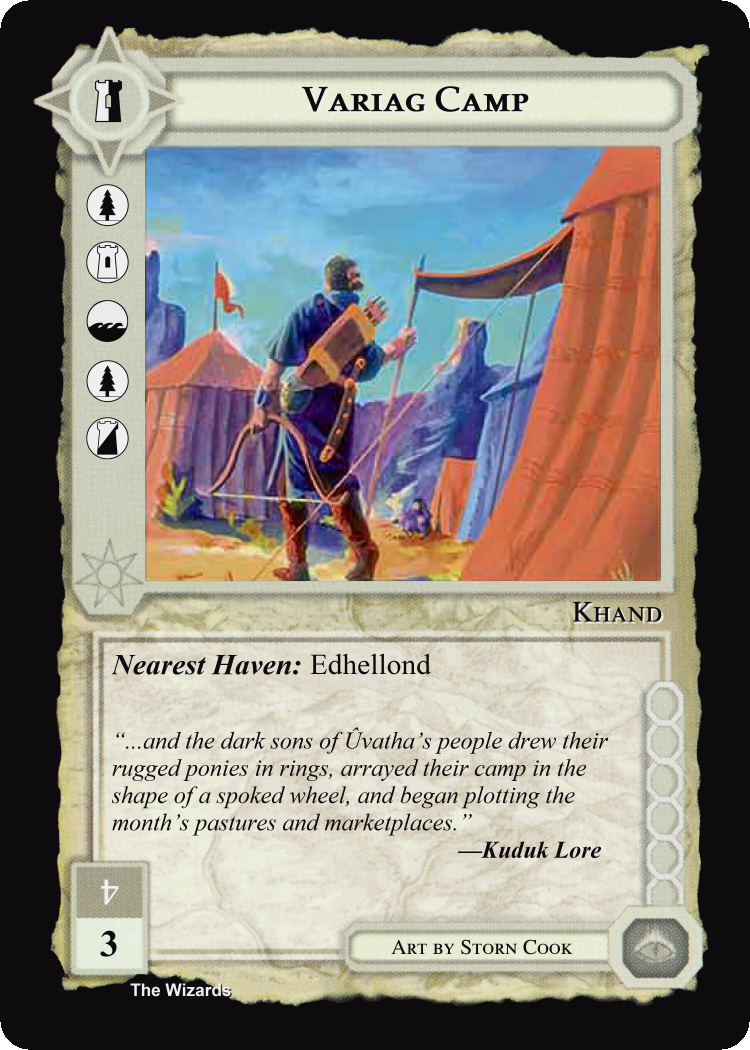 Variag Camp
Khand
Nearest Haven: Edhellond
“...and the dark sons of Ûvatha’s people drew their
rugged ponies in rings, arrayed their camp in the
shape of a spoked wheel, and began plotting the
month’s pastures and marketplaces.”
—Kuduk Lore
4
3
Art by Storn Cook
The Wizards